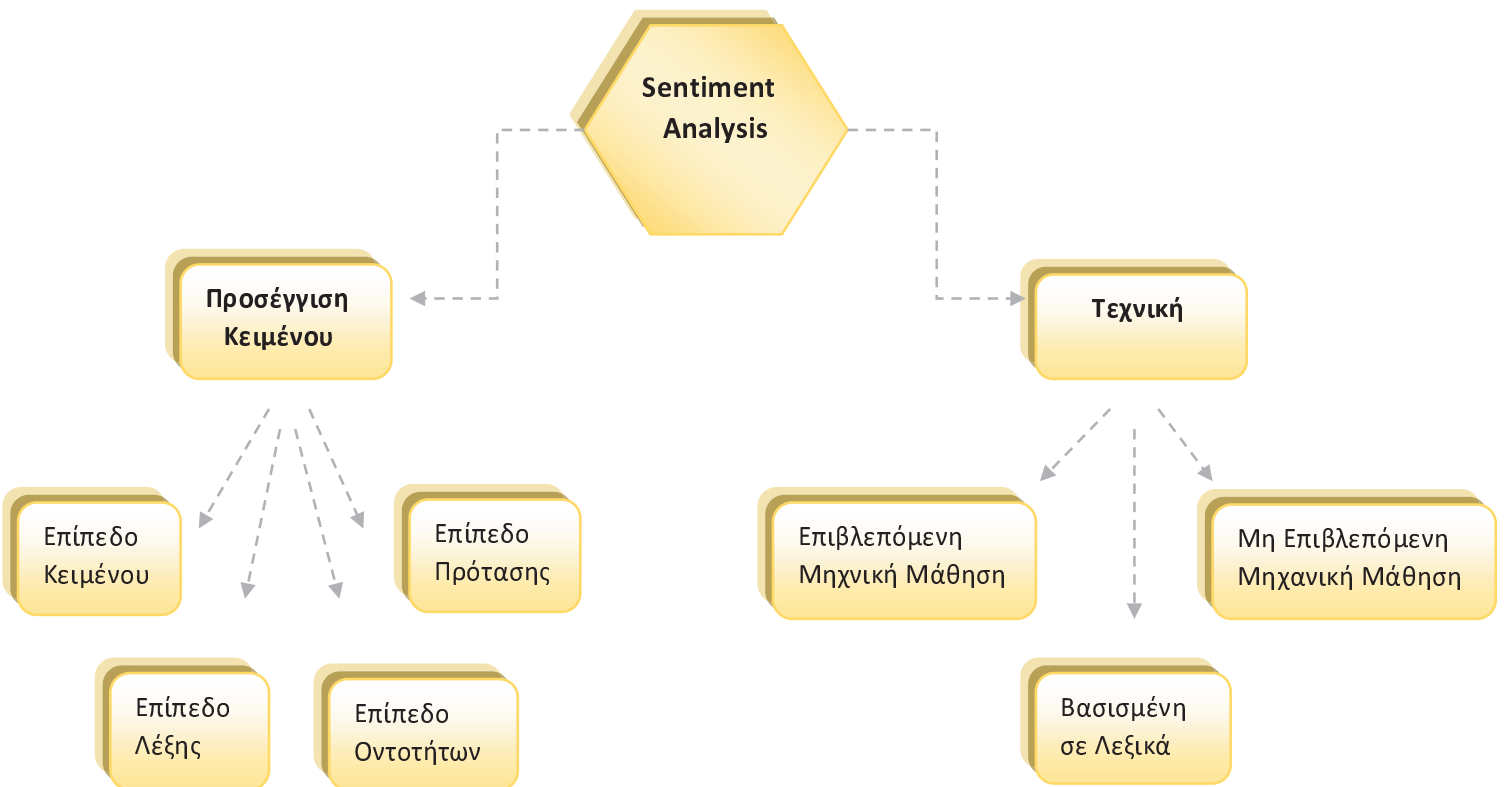 Sentiment
Analysis
Προσέγγιση
Κειμένου
Τεχνική
Επίπεδο
Κειμένου
Επίπεδο
Πρότασης
Επίπεδο
Λέξης
Επίπεδο
Οντοτήτων
Επιβλεπόμενη
Μηχνική Μάθηση
Μη Επιβλεπόμενη
Μηχανική Μάθηση
Βασισμένη
σε Λεξικά